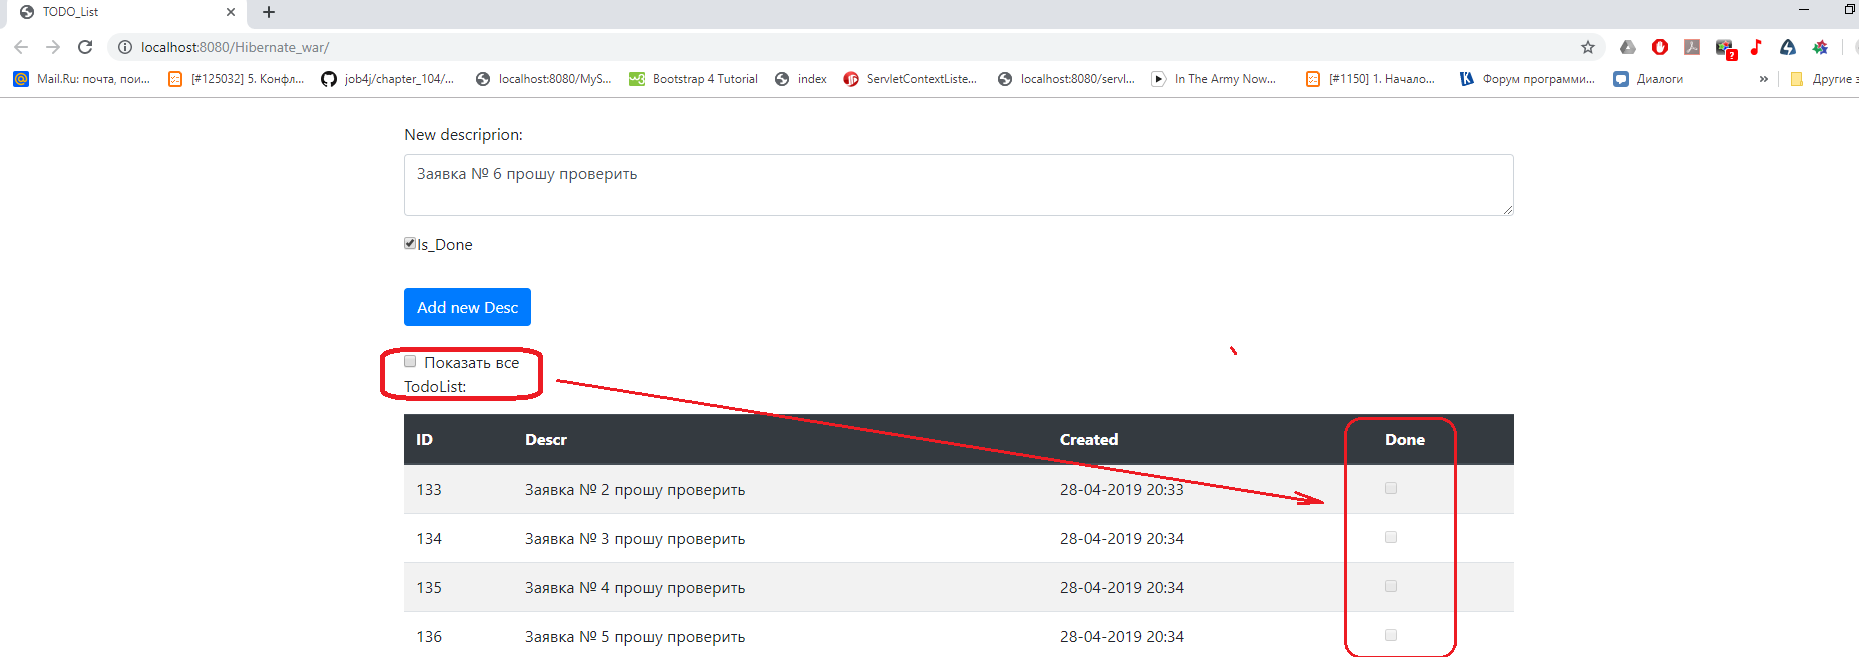 TODO_List
localhost:8080/Hibernate_war/
Mail.Ru: почта, пои... [#125032] 5. Конфл... job4j/chapter_104/... localhost:8080/MyS... Bootstrap 4 Tutorial index ServletContextListe... localhost:8080/servl... In The Army Now... [#1150] 1. Начало... Форум программи... Диалоги » Другие з
New descriprion:
Заявка № 6 прошу проверить
Is_Done
Add new Desc
Показать все
TodoList:
ID Descr Created Done
133 Заявка № 2 прошу проверить 28-04-2019 20:33
134 Заявка № 3 прошу проверить 28-04-2019 20:34
135 Заявка № 4 прошу проверить 28-04-2019 20:34
136 Заявка № 5 прошу проверить 28-04-2019 20:34